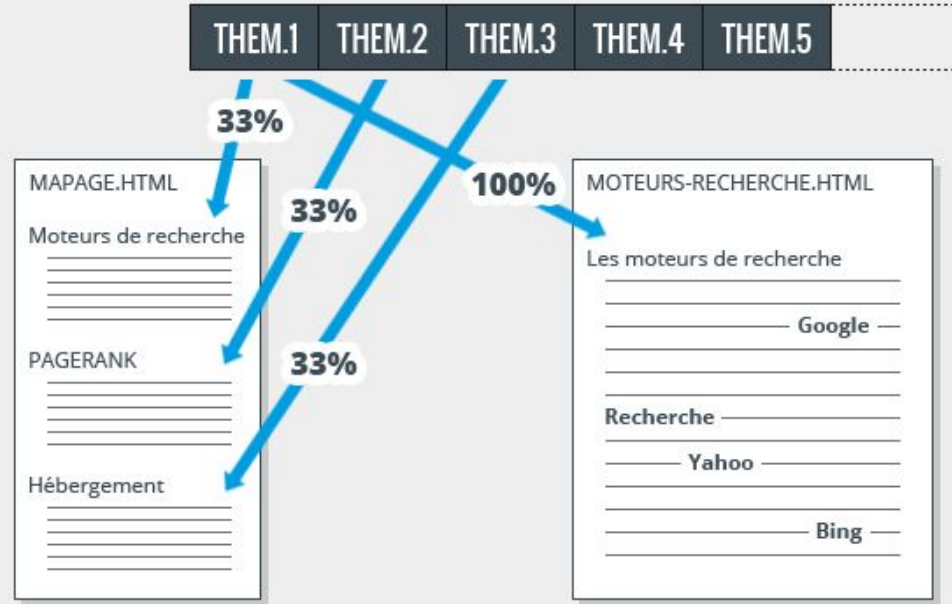 THEM.1 THEM.2 THEM.3 THEM.4 THEM.5
33%
33%
33%
100%
MAPAGE.HTML
Moteurs de recherche
PAGERANK
Hébergement
MOTEURS-RECHERCHE.HTML
Les moteurs de recherche
Google
Recherche
Yahoo
Bing